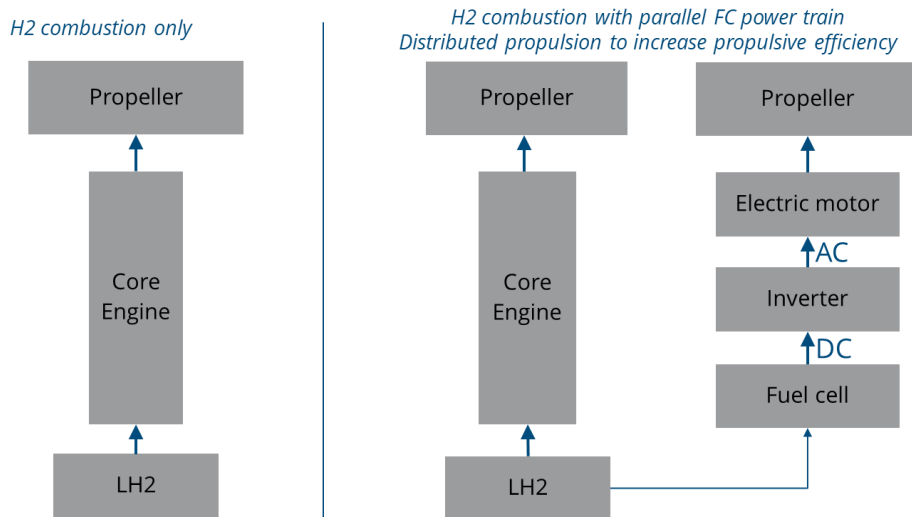 H2 combustion only
Propeller
Core
Engine
LH2
H2 combustion with parallel FC power train
Distributed propulsion to increase propulsive efficiency
Propeller
Core
Engine
LH2
Propeller
Electric motor
AC
Inverter
DC
Fuel cell